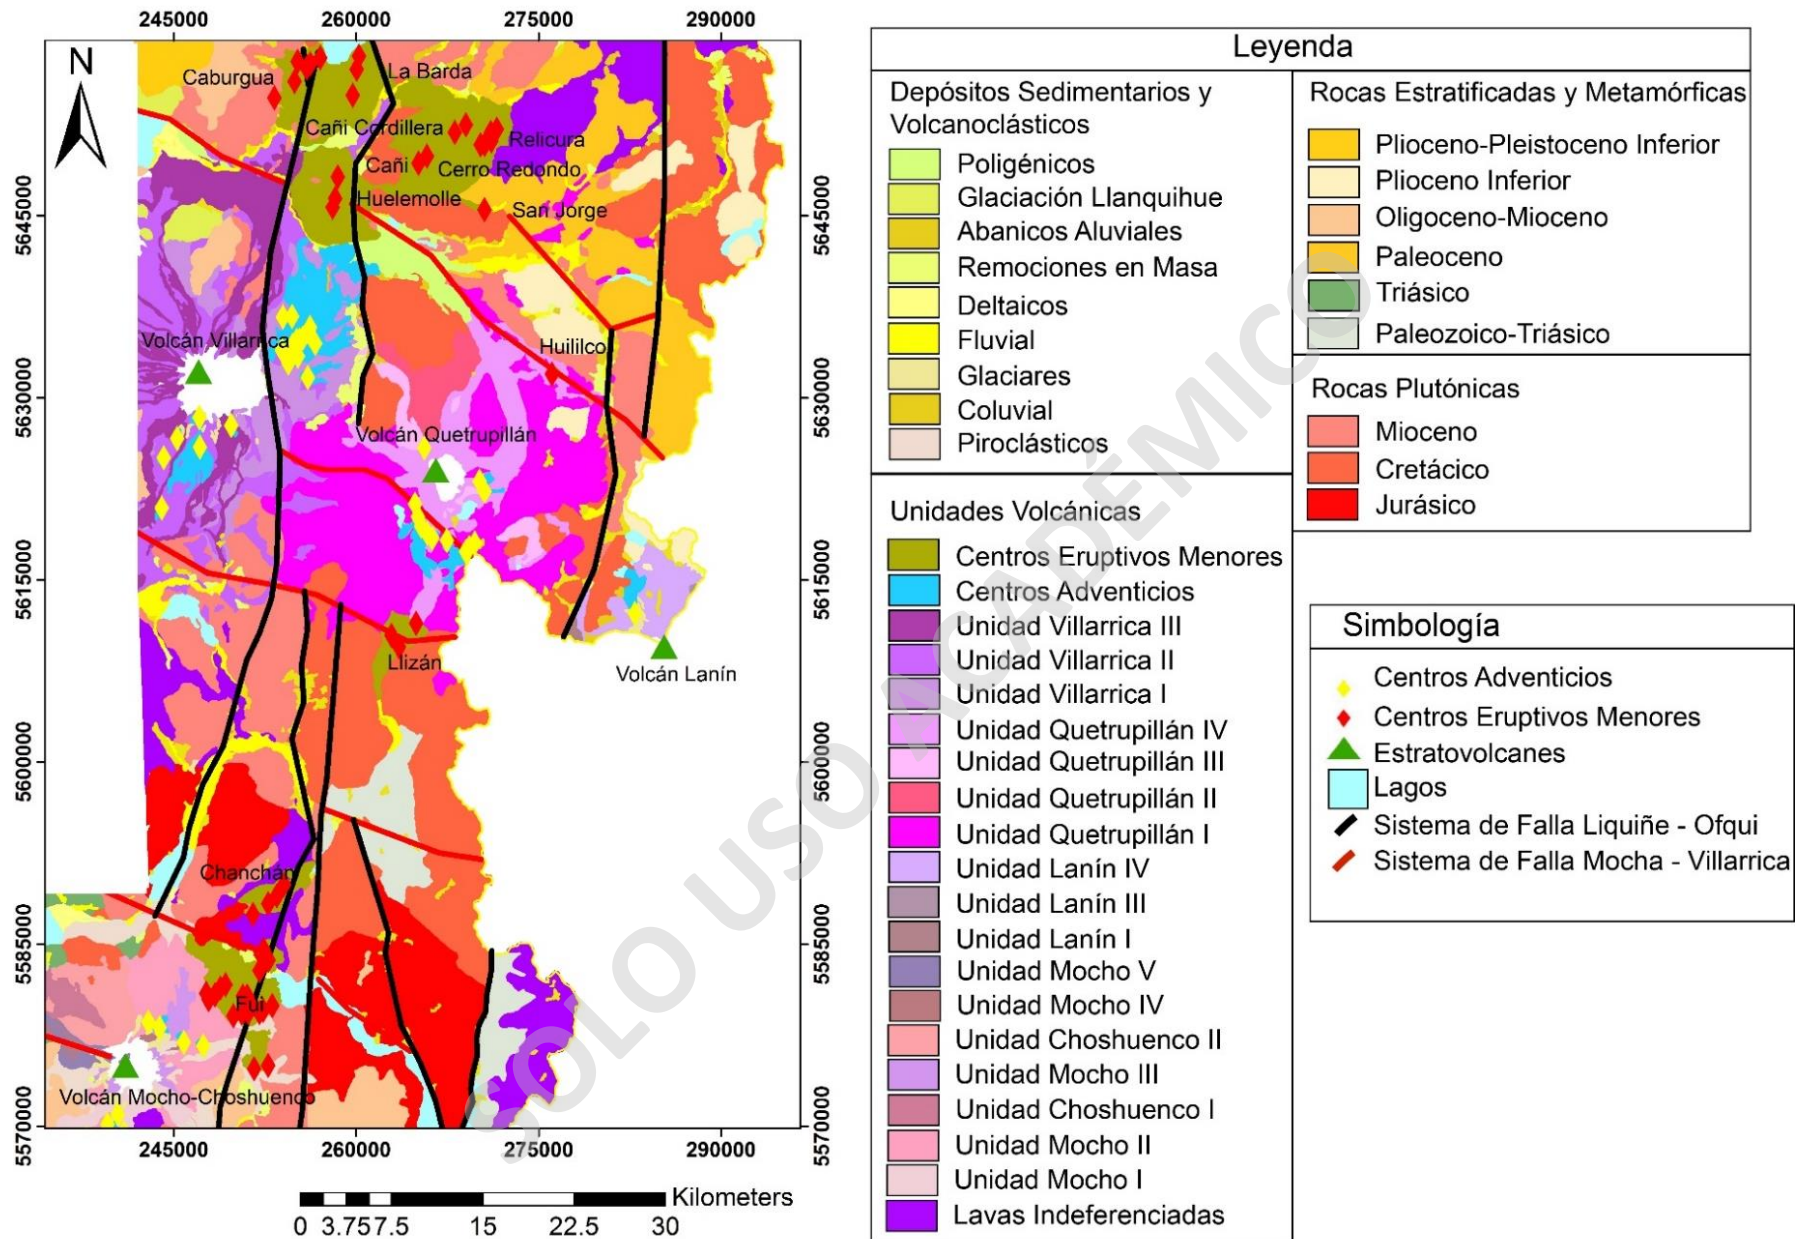 245000 260000 275000 290000
N
Caburgua
La Barda
Cañi Cordillera
Relicura
Cañi
Cerro Redondo
Huelemolle
San Jorge
Volcán Villarrica
Huililco
Volcán Quetrupillán
Llizán
Volcán Lanín
Chanchán
Fui
Volcán Mocho-Choshuenco
5645000
5630000
5615000
5600000
5585000
5570000
5645000
5630000
5615000
5600000
5585000
5570000
245000 260000 275000 290000
Kilometers
0 3.75 7.5 15 22.5 30
Leyenda
Depósitos Sedimentarios y
Volcanoclásticos
Poligénicos
Glaciación Llanquihue
Abanicos Aluviales
Remociones en Masa
Deltaicos
Fluvial
Glaciares
Coluvial
Piroclásticos
Unidades Volcánicas
Centros Eruptivos Menores
Centros Adventicios
Unidad Villarrica III
Unidad Villarrica II
Unidad Villarrica I
Unidad Quetrupillán IV
Unidad Quetrupillán III
Unidad Quetrupillán II
Unidad Quetrupillán I
Unidad Lanín IV
Unidad Lanín III
Unidad Lanín I
Unidad Mocho V
Unidad Mocho IV
Unidad Choshuenco II
Unidad Mocho III
Unidad Choshuenco I
Unidad Mocho II
Unidad Mocho I
Lavas Indeferenciadas
Rocas Estratificadas y Metamórficas
Plioceno-Pleistoceno Inferior
Plioceno Inferior
Oligoceno-Mioceno
Paleoceno
Triásico
Paleozoico-Triásico
Rocas Plutónicas
Mioceno
Cretácico
Jurásico
Simbología
Centros Adventicios
Centros Eruptivos Menores
Estratovolcanes
Lagos
Sistema de Falla Liquiñe - Ofqui
Sistema de Falla Mocha - Villarrica
SOLO USO ACADÉMICO